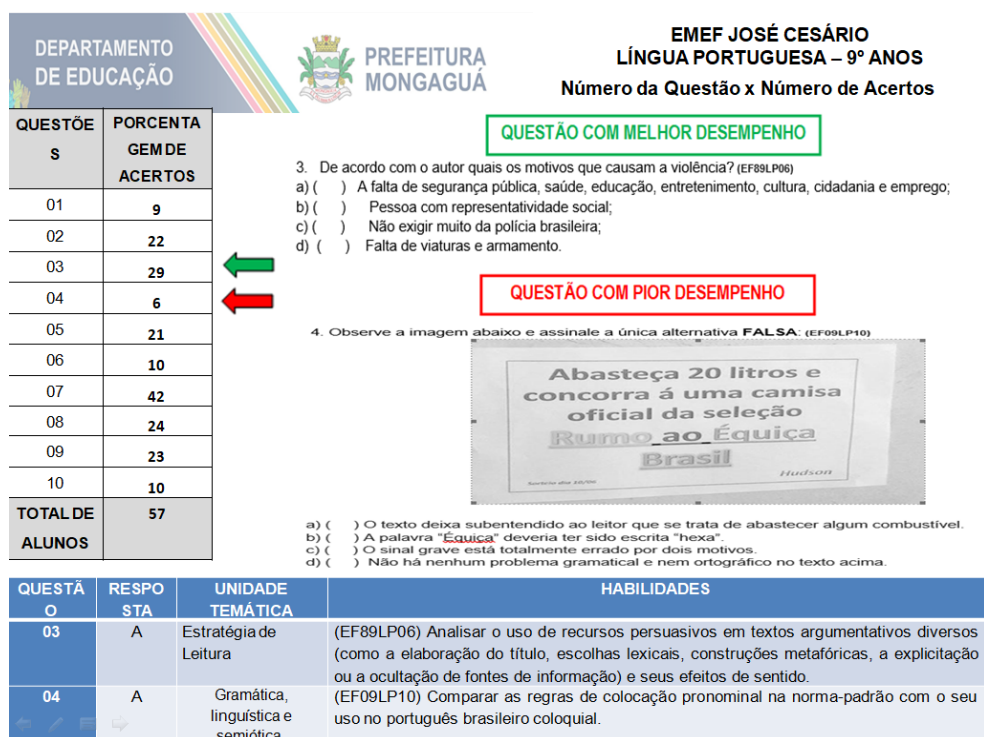 DEPARTAMENTO
DE EDUCAÇÃO
PREFEITURA
MONGAGUÁ
EMEF JOSÉ CESÁRIO
LÍNGUA PORTUGUESA – 9º ANOS
Número da Questão x Número de Acertos
QUESTÕE
S
PORCENTA
GEM DE
ACERTOS
01 9
02 22
03 29
04 6
05 21
06 10
07 42
08 24
09 23
10 10
TOTAL DE
ALUNOS
57
QUESTÃO COM MELHOR DESEMPENHO
3. De acordo com o autor quais os motivos que causam a violência? (EF89LP06)
a) ( ) A falta de segurança pública, saúde, educação, entretenimento, cultura, cidadania e emprego;
b) ( ) Pessoa com representatividade social;
c) ( ) Não exigir muito da polícia brasileira;
d) ( ) Falta de viaturas e armamento.
QUESTÃO COM PIOR DESEMPENHO
4. Observe a imagem abaixo e assinale a única alternativa FALSA: (EF09LP10)
Abasteça 20 litros e
concorra á uma camisa
oficial da seleção
Rumo ao Équiça
Brasil
Hudson
Sorteio dia 10/06
a) ( ) O texto deixa subentendido ao leitor que se trata de abastecer algum combustível.
b) ( ) A palavra "Équiça" deveria ter sido escrita "hexa".
c) ( ) O sinal grave está totalmente errado por dois motivos.
d) ( ) Não há nenhum problema gramatical e nem ortográfico no texto acima.
QUESTÃ
O
RESPO
STA
UNIDADE
TEMÁTICA
HABILIDADES
03
A
Estratégia de
Leitura
(EF89LP06) Analisar o uso de recursos persuasivos em textos argumentativos diversos
(como a elaboração do título, escolhas lexicais, construções metafóricas, a explicitação
ou a ocultação de fontes de informação) e seus efeitos de sentido.
04
A
Gramática,
linguística e
semiótica
(EF09LP10) Comparar as regras de colocação pronominal na norma-padrão com o seu
uso no português brasileiro coloquial.